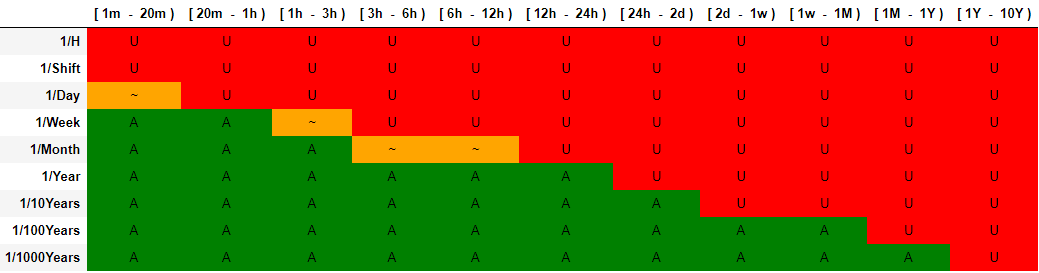 [ 1m - 20m ) [ 20m - 1h ) [ 1h - 3h ) [ 3h - 6h ) [ 6h - 12h ) [ 12h - 24h ) [ 24h - 2d ) [ 2d - 1w ) [ 1w - 1M ) [ 1M - 1Y ) [ 1Y - 10Y )
1/H U U U U U U U U U U U
1/Shift U U U U U U U U U U U
1/Day ~ U U U U U U U U U U
1/Week A A ~ U U U U U U U U
1/Month A A A ~ ~ U U U U U U
1/Year A A A A A A U U U U U
1/10Years A A A A A A A U U U U
1/100Years A A A A A A A A A U U
1/1000Years A A A A A A A A A A U